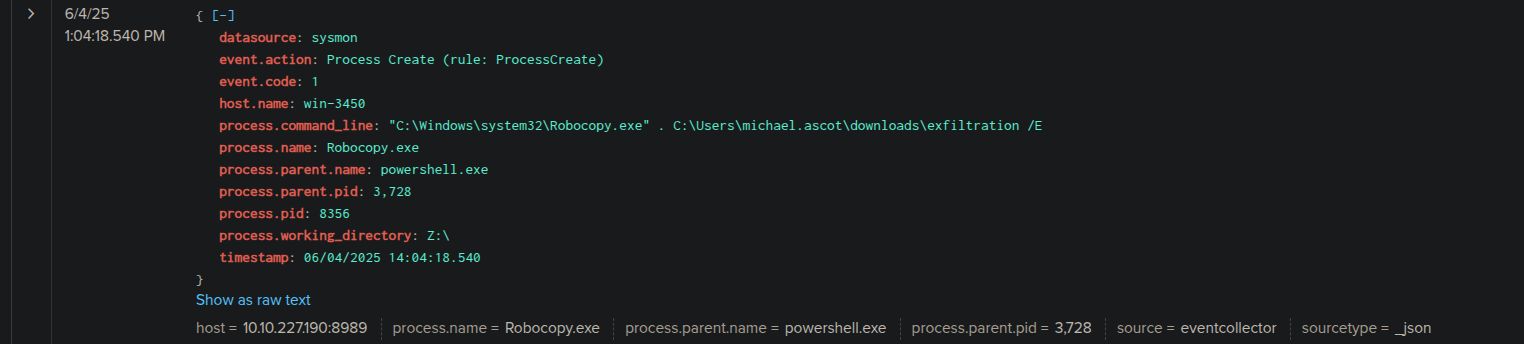 6/4/25
1:04:18.540 PM
{ [-]
datasource: sysmon
event.action: Process Create (rule: ProcessCreate)
event.code: 1
host.name: win-3450
process.command_line: "C:\Windows\system32\Robocopy.exe" . C:\Users\michael.ascot\downloads\exfiltration /E
process.name: Robocopy.exe
process.parent.name: powershell.exe
process.parent.pid: 3,728
process.pid: 8356
process.working_directory: Z:\
timestamp: 06/04/2025 14:04:18.540
}
Show as raw text
host = 10.10.227.190:8989 process.name = Robocopy.exe process.parent.name = powershell.exe process.parent.pid = 3,728 source = eventcollector sourcetype = _json